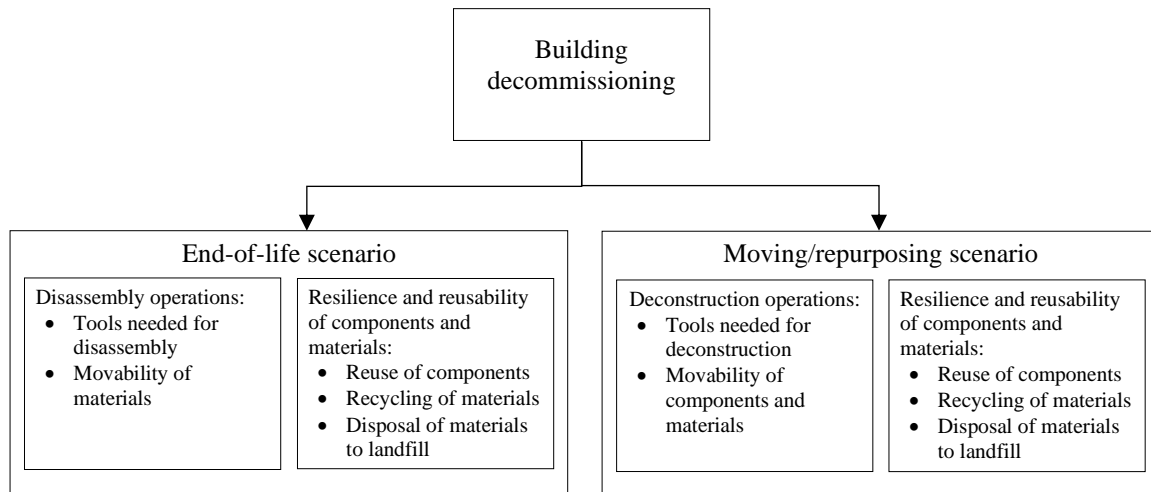 Building
decommissioning
End-of-life scenario
Disassembly operations:
• Tools needed for
disassembly
• Movability of
materials
Resilience and reusability
of components and
materials:
• Reuse of components
• Recycling of materials
• Disposal of materials
to landfill
Moving/repurposing scenario
Deconstruction operations:
• Tools needed for
deconstruction
• Movability of
components and
materials
Resilience and reusability
of components and
materials:
• Reuse of components
• Recycling of materials
• Disposal of materials
to landfill